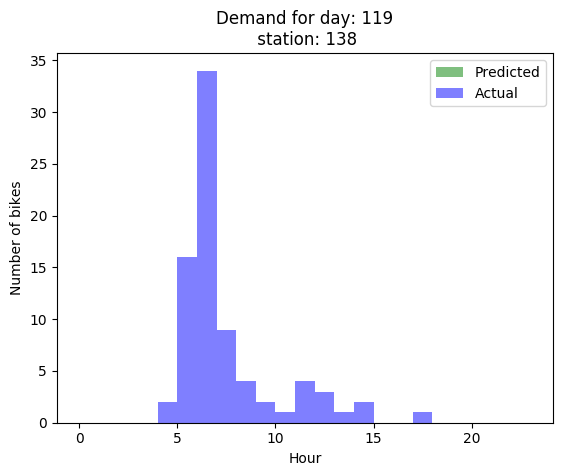 Demand for day: 119
station: 138
Predicted
Actual
Number of bikes
35
30
25
20
15
10
5
0
0 5 10 15 20
Hour